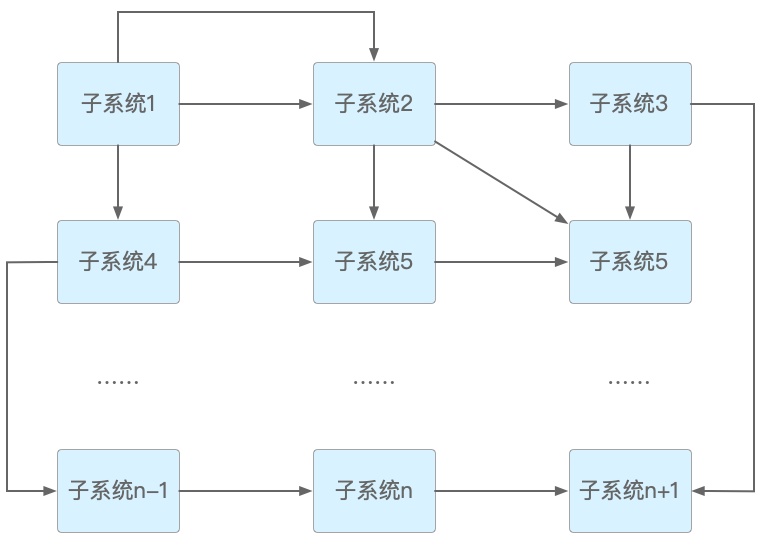 子系统1
子系统2
子系统3
子系统4
子系统5
子系统5
......
......
......
子系统n-1
子系统n
子系统n+1